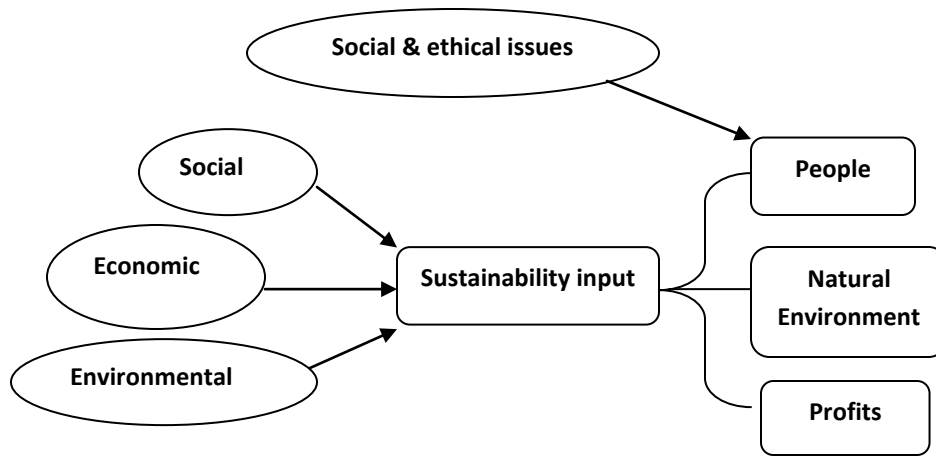 Social & ethical issues
Social
People
Economic
Sustainability input
Natural
Environment
Environmental
Profits